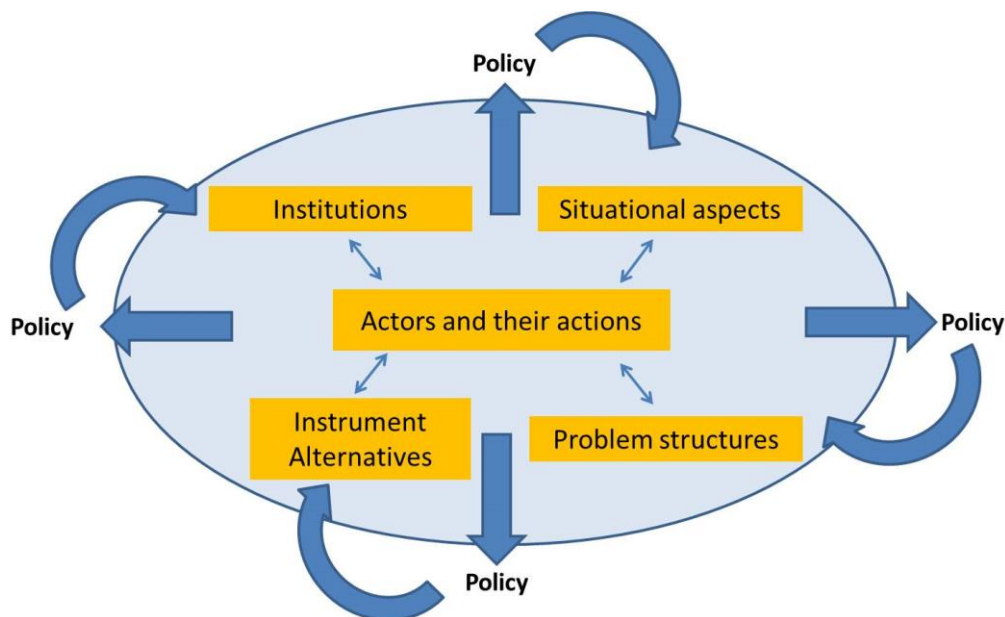 Policy
Institutions
Situational aspects
Actors and their actions
Policy
Policy
Instrument
Alternatives
Problem structures
Policy